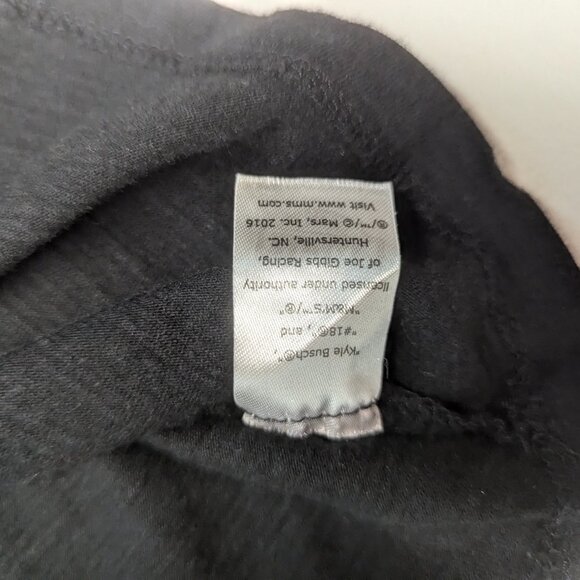 "Kyle Busch®",
"#18®", and
"M&M'S™/®"
licensed under authority
of Joe Gibbs Racing,
Huntersville, NC.
®/™/© Mars, Inc. 2016
Visit www.mms.com